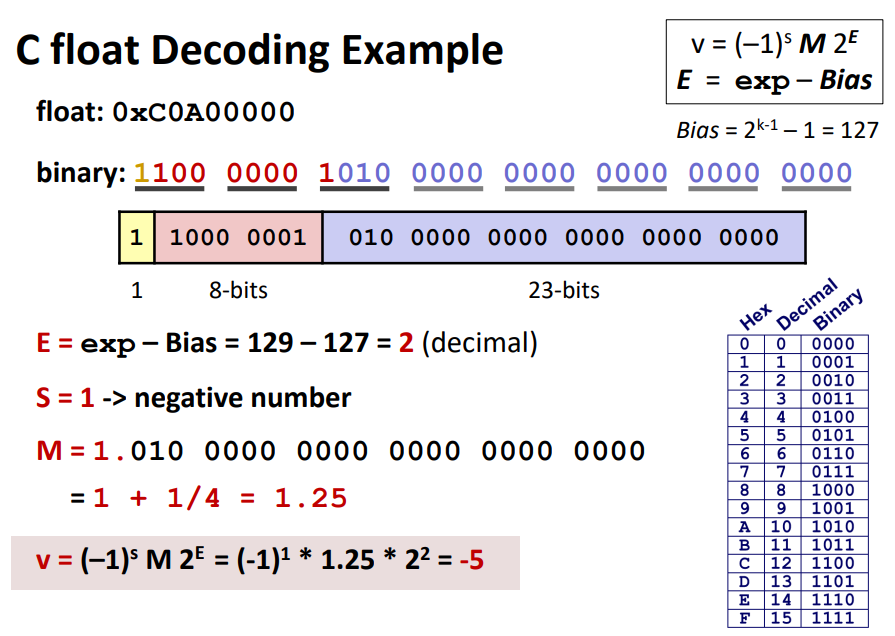 C float Decoding Example
v = (–1)ˢ M 2ᴱ
E = exp – Bias
Bias = 2ᵏ⁻¹ – 1 = 127
float: 0xC0A00000
binary: 1100 0000 1010 0000 0000 0000 0000 0000
1 1000 0001 010 0000 0000 0000 0000 0000
1 8-bits 23-bits
E = exp – Bias = 129 – 127 = 2 (decimal)
S = 1 -> negative number
M = 1.010 0000 0000 0000 0000 0000
= 1 + 1/4 = 1.25
v = (–1)ˢ M 2ᴱ = (-1)¹ * 1.25 * 2² = -5
Hex Decimal Binary
0 0 0000
1 1 0001
2 2 0010
3 3 0011
4 4 0100
5 5 0101
6 6 0110
7 7 0111
8 8 1000
9 9 1001
A 10 1010
B 11 1011
C 12 1100
D 13 1101
E 14 1110
F 15 1111